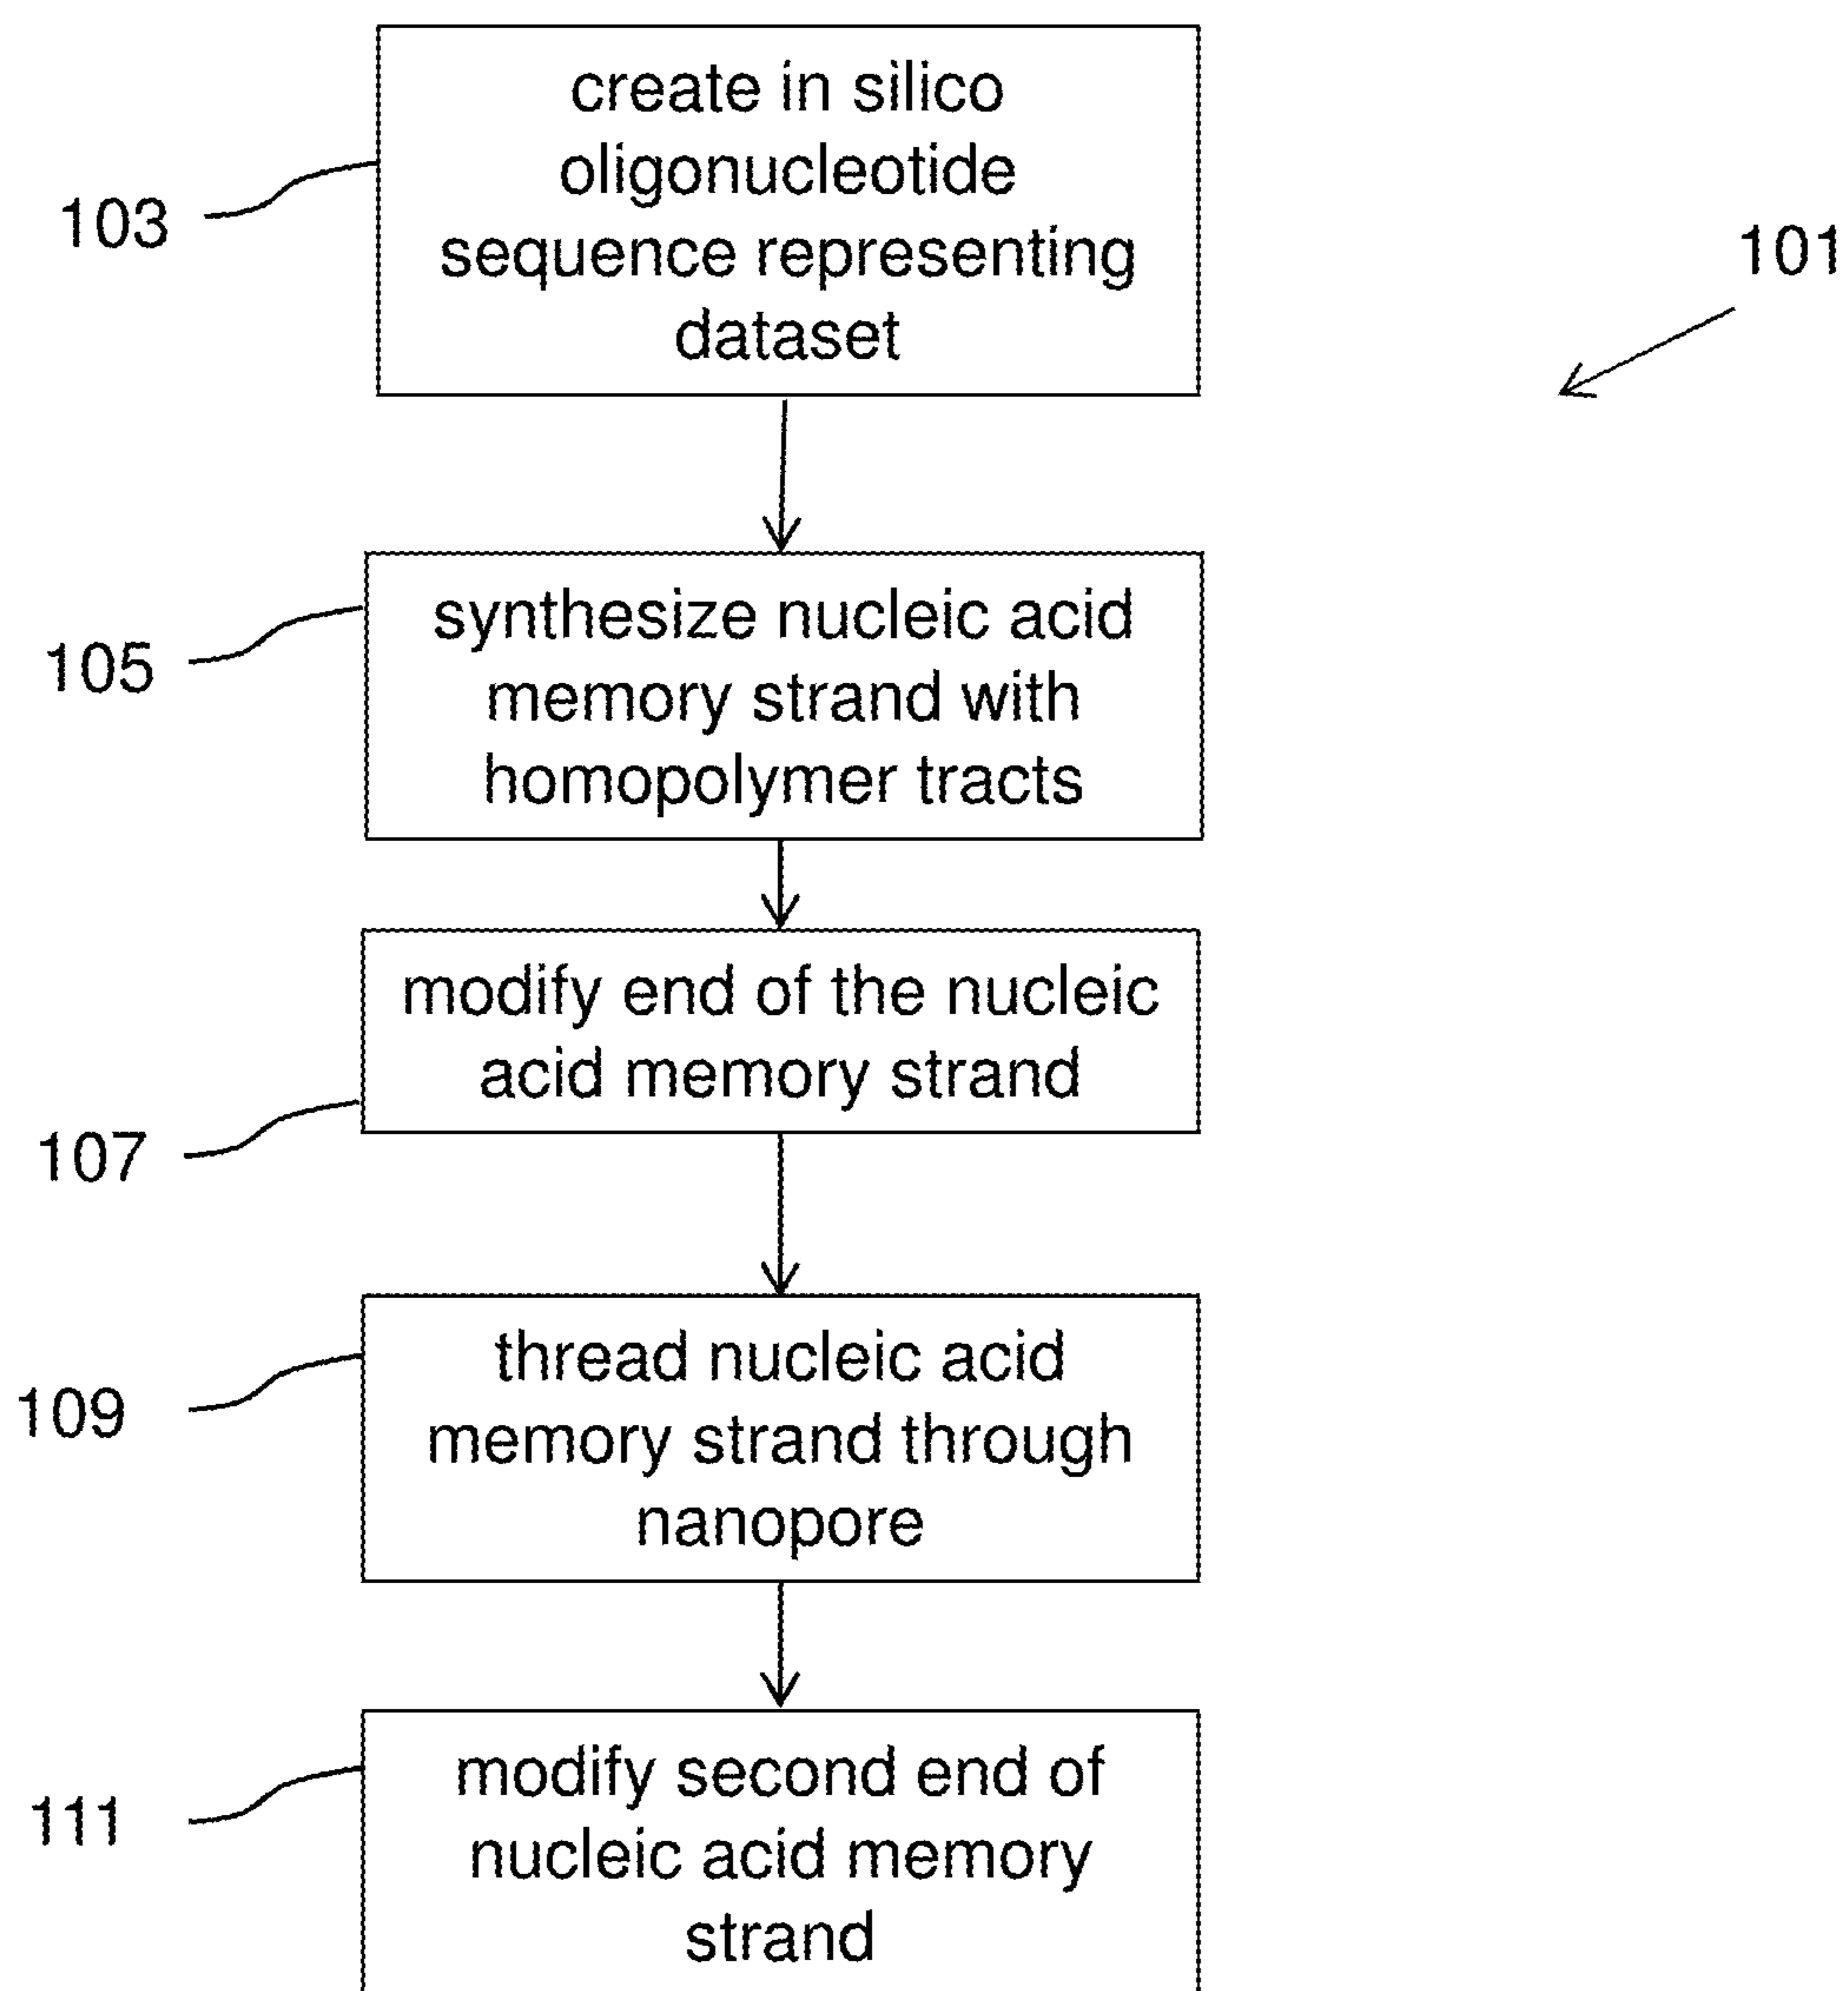 create in silico
oligonucleotide
sequence representing
dataset
103
101
synthesize nucleic acid
memory strand with
homopolymer tracts
105
modify end of the nucleic
acid memory strand
107
thread nucleic acid
memory strand through
nanopore
109
modify second end of
nucleic acid memory
strand
111